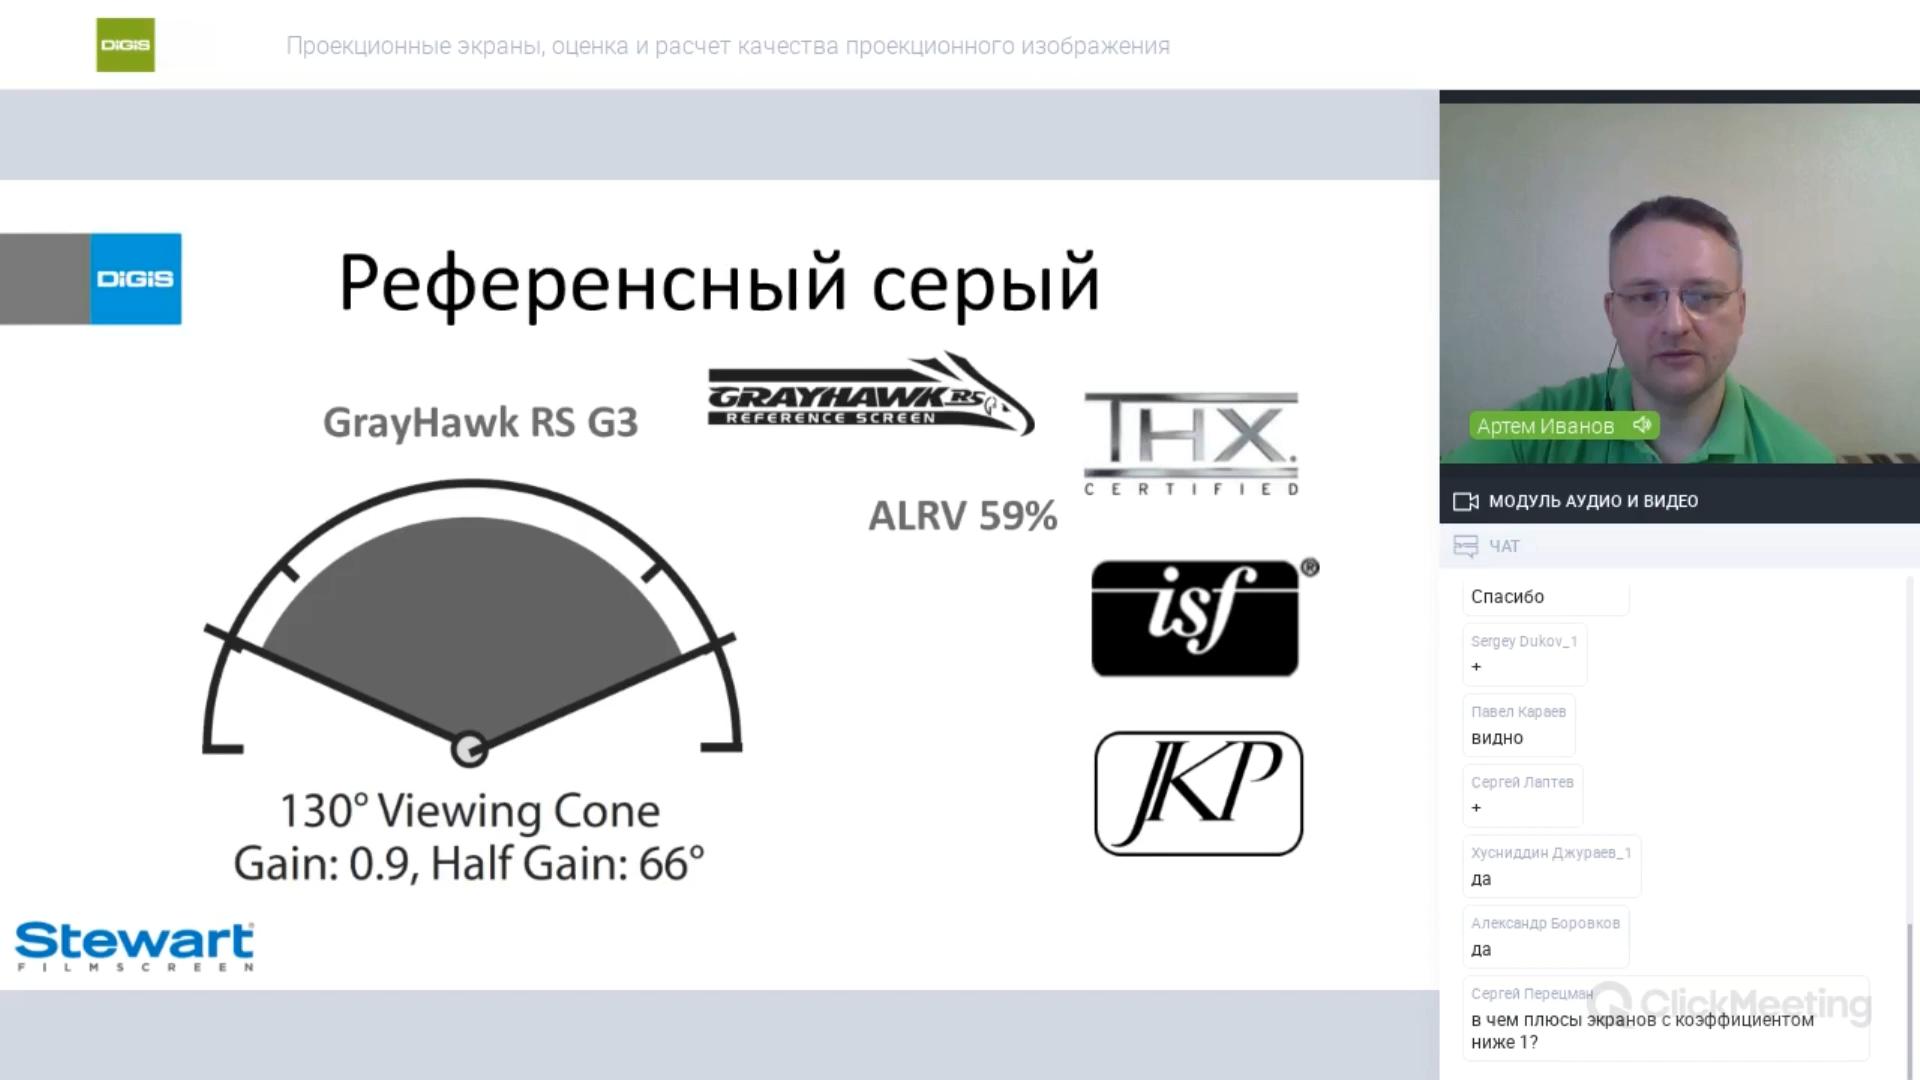 DiGiS
Проекционные экраны, оценка и расчет качества проекционного изображения
DiGiS
Референсный серый
GrayHawk RS G3
GRAYHAWK RS
REFERENCE SCREEN
THX
CERTIFIED
ALRV 59%
isf®
JKP
130° Viewing Cone
Gain: 0.9, Half Gain: 66°
Stewart®
FILMSCREEN
Артем Иванов
МОДУЛЬ АУДИО И ВИДЕО
ЧАТ
Спасибо
Sergey Dukov_1
+
Павел Караев
видно
Сергей Лаптев
+
Хусниддин Джураев_1
да
Александр Боровков
да
Сергей Перецман
в чем плюсы экранов с коэффициентом
ниже 1?
ClickMeeting